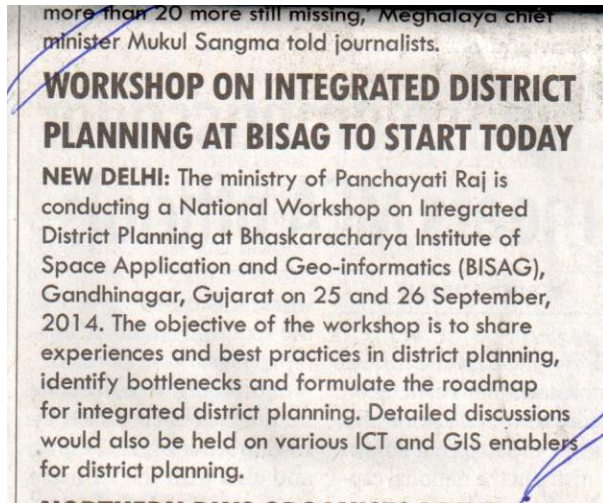 more than 20 more still missing,' Meghalaya chief
minister Mukul Sangma told journalists.
WORKSHOP ON INTEGRATED DISTRICT
PLANNING AT BISAG TO START TODAY
NEW DELHI: The ministry of Panchayati Raj is
conducting a National Workshop on Integrated
District Planning at Bhaskaracharya Institute of
Space Application and Geo-informatics (BISAG),
Gandhinagar, Gujarat on 25 and 26 September,
2014. The objective of the workshop is to share
experiences and best practices in district planning,
identify bottlenecks and formulate the roadmap
for integrated district planning. Detailed discussions
would also be held on various ICT and GIS enablers
for district planning.